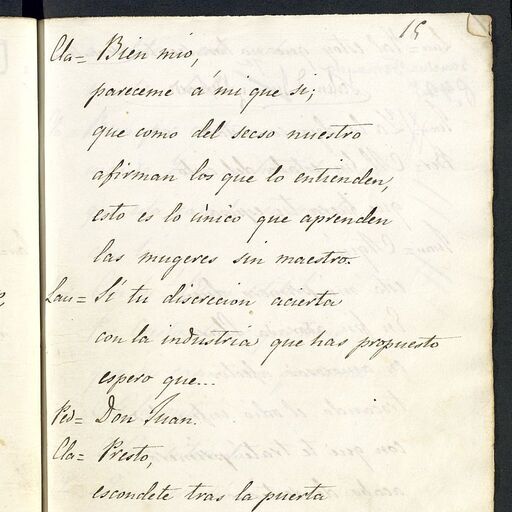 15
Cla= Bien mio,
pareceme á mi que si;
que como del secso nuestro
afirman los que lo entienden,
esto es lo único que aprenden
las mugeres sin maestro.
Lau= Si tu discrecion acierta
con la industria que has propuesto
espero que...
Ped= Don Juan.
Cla= Presto,
escondete tras la puerta